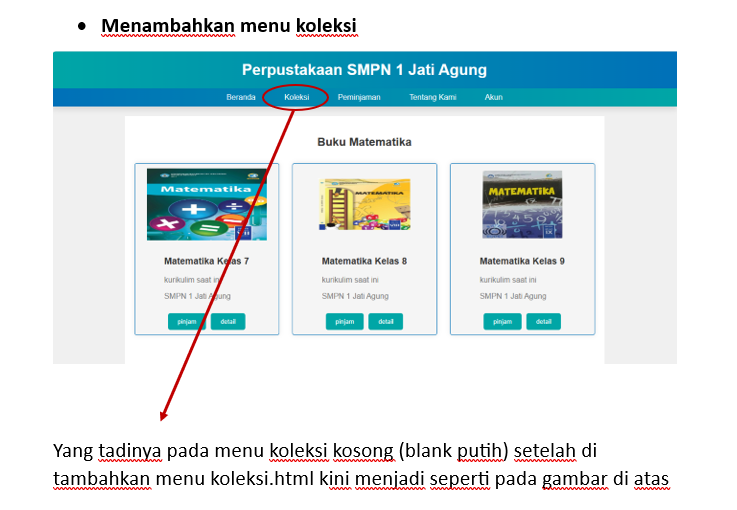 Menambahkan menu koleksi
Perpustakaan SMPN 1 Jati Agung
Beranda Koleksi Peminjaman Tentang Kami Akun
Buku Matematika
Matematika MATEMATIKA MATEMATIKA
VII VIII IX
Matematika Kelas 7 Matematika Kelas 8 Matematika Kelas 9
kurikulim saat ini kurikulim saat ini kurikulim saat ini
SMPN 1 Jati Agung SMPN 1 Jati Agung SMPN 1 Jati Agung
pinjam detail pinjam detail pinjam detail
Yang tadinya pada menu koleksi kosong (blank putih) setelah di
tambahkan menu koleksi.html kini menjadi seperti pada gambar di atas